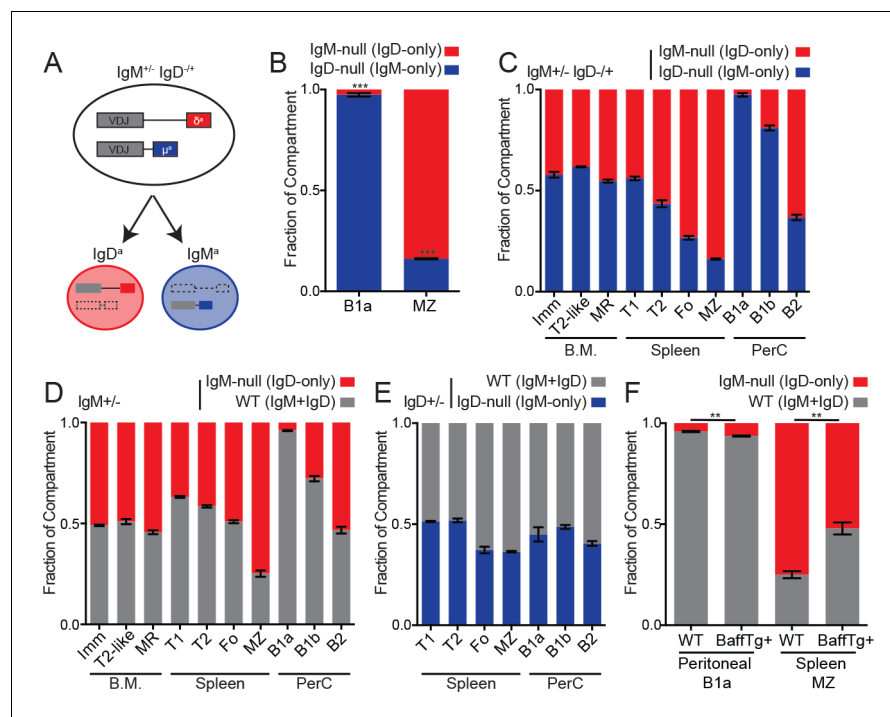 A
IgM+/- IgD-/+
VDJ
δa
VDJ
μa
IgDa
IgMa
B
IgM-null (IgD-only)
IgD-null (IgM-only)
Fraction of Compartment
1.0
0.5
0.0
***
***
B1a
MZ
C
IgM-null (IgD-only)
IgM+/- IgD-/+
IgD-null (IgM-only)
Fraction of Compartment
1.0
0.5
0.0
Imm
T2-like
MR
T1
T2
Fo
MZ
B1a
B1b
B2
B.M.
Spleen
PerC
D
IgM-null (IgD-only)
IgM+/-
WT (IgM+IgD)
Fraction of Compartment
1.0
0.5
0.0
Imm
T2-like
MR
T1
T2
Fo
MZ
B1a
B1b
B2
B.M.
Spleen
PerC
E
WT (IgM+IgD)
IgD+/-
IgD-null (IgM-only)
Fraction of Compartment
1.0
0.5
0.0
T1
T2
Fo
MZ
B1a
B1b
B2
Spleen
PerC
F
IgM-null (IgD-only)
WT (IgM+IgD)
Fraction of Compartment
1.0
0.5
0.0
**
**
WT
BaffTg+
WT
BaffTg+
Peritoneal
B1a
Spleen
MZ